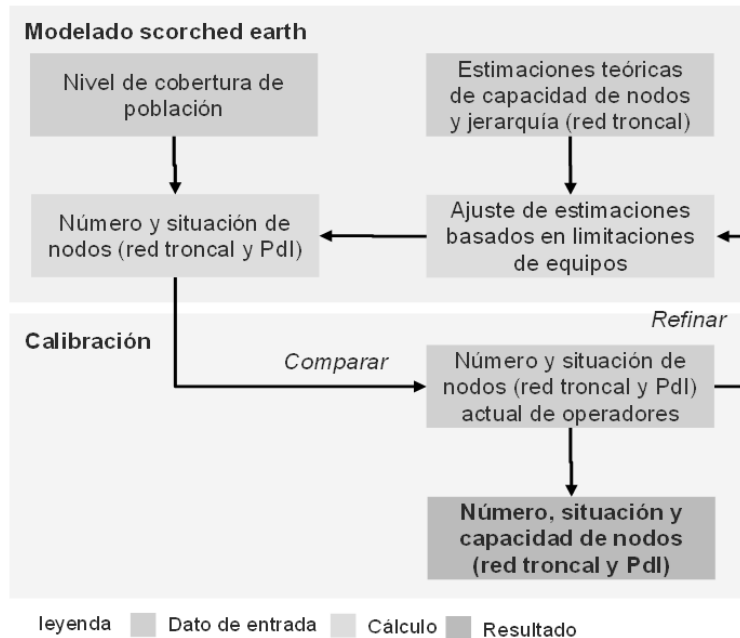 Modelado scorched earth
Nivel de cobertura de
población
Estimaciones teóricas
de capacidad de nodos
y jerarquía (red troncal)
Número y situación de
nodos (red troncal y PdI)
Ajuste de estimaciones
basados en limitaciones
de equipos
Refinar
Calibración
Comparar
Número y situación de
nodos (red troncal y PdI)
actual de operadores
Número, situación y
capacidad de nodos
(red troncal y PdI)
leyenda
Dato de entrada
Cálculo
Resultado